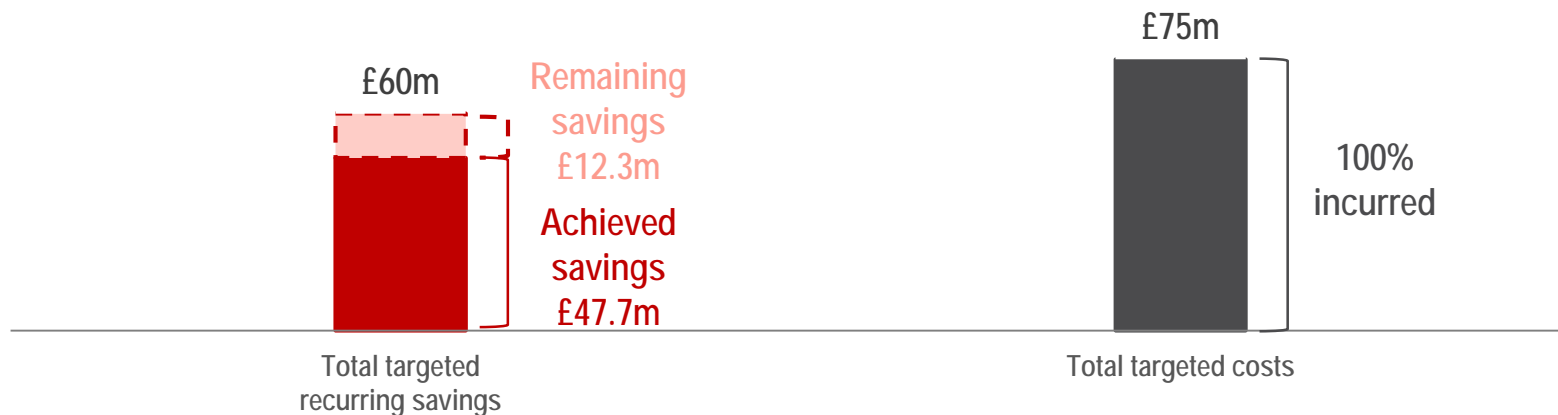 £60m
Remaining
savings
£12.3m
Achieved
savings
£47.7m
Total targeted
recurring savings
£75m
100%
incurred
Total targeted costs